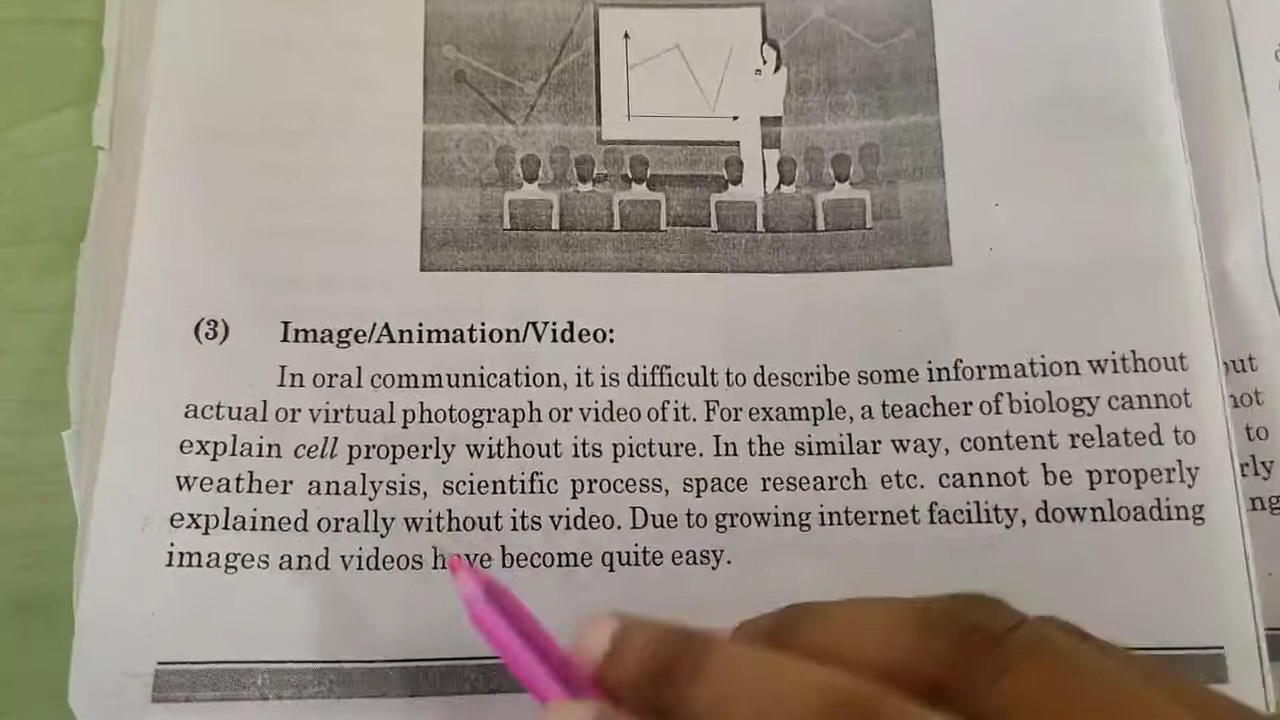 (3) Image/Animation/Video:
In oral communication, it is difficult to describe some information without
actual or virtual photograph or video of it. For example, a teacher of biology cannot
explain cell properly without its picture. In the similar way, content related to
weather analysis, scientific process, space research etc. cannot be properly
explained orally without its video. Due to growing internet facility, downloading
images and videos have become quite easy.
to